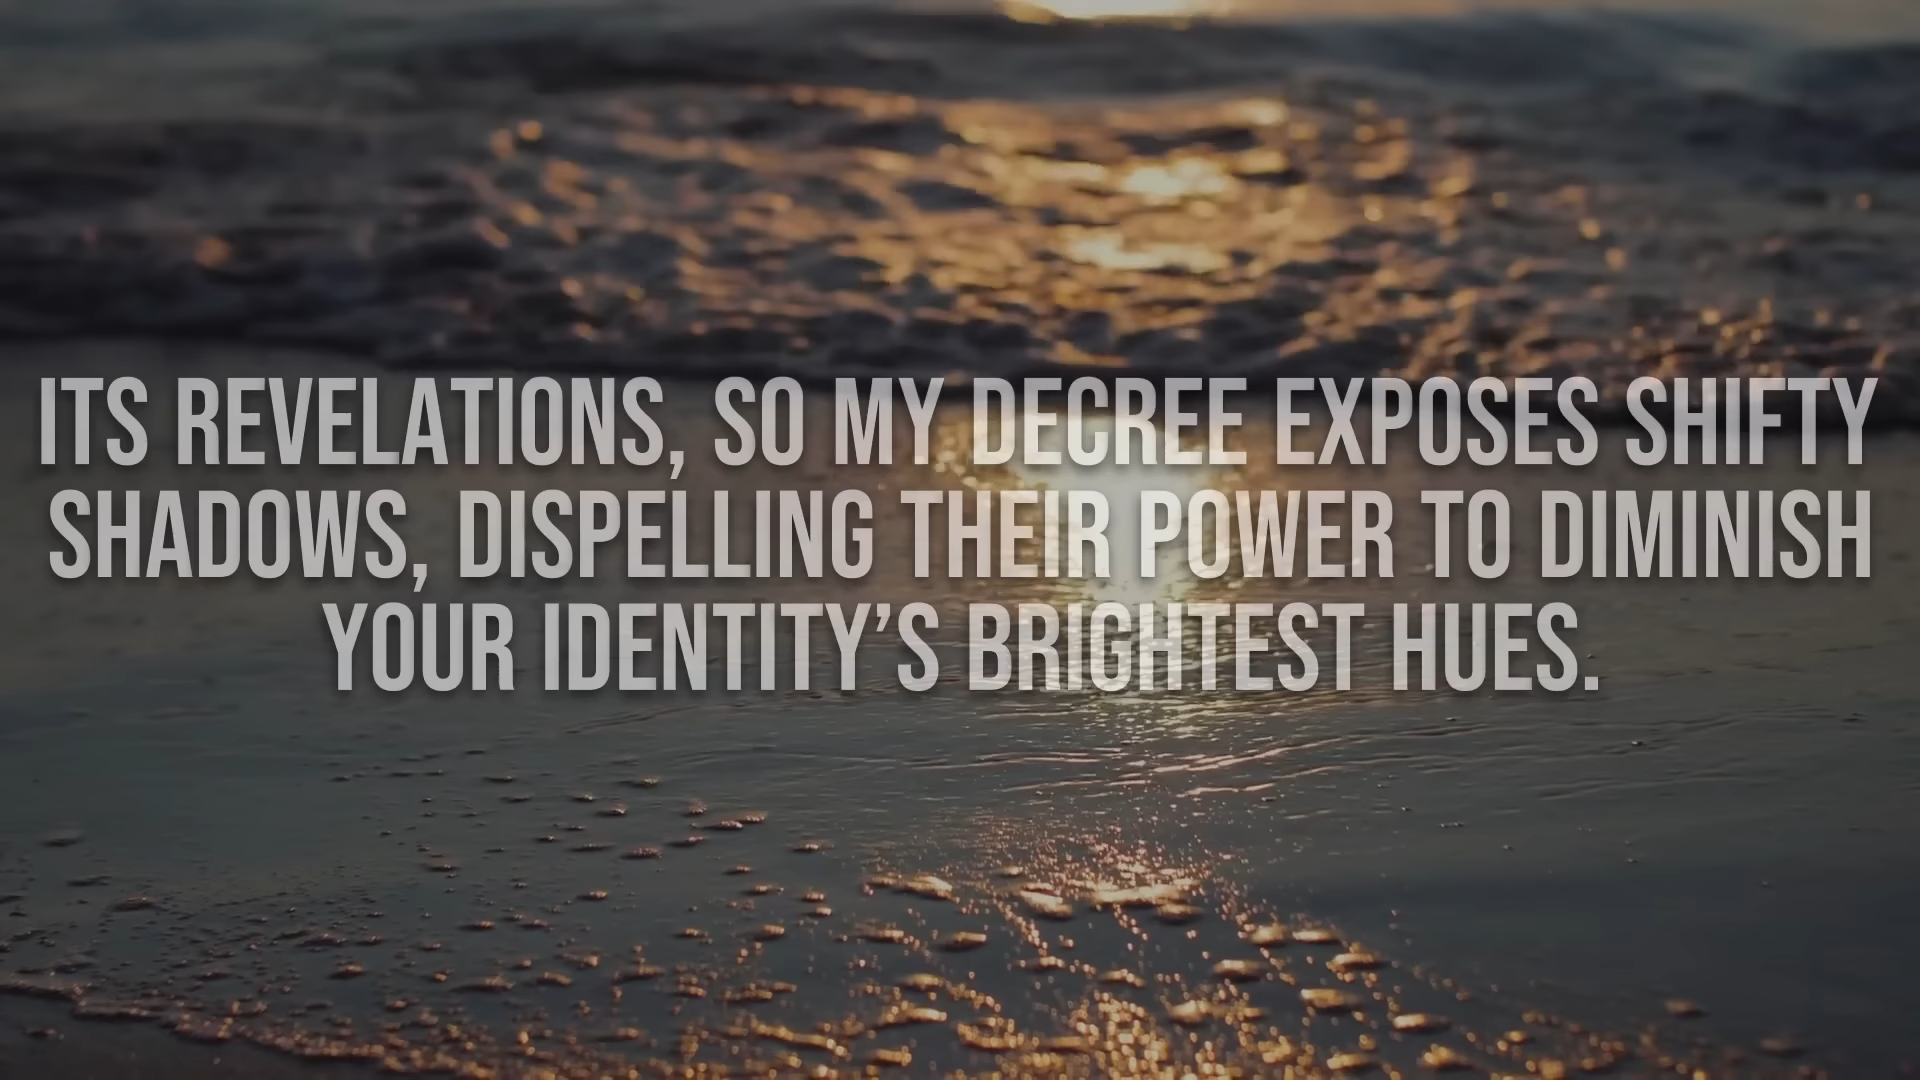 ITS REVELATIONS, SO MY DECREE EXPOSES SHIFTY
SHADOWS, DISPELLING THEIR POWER TO DIMINISH
YOUR IDENTITY’S BRIGHTEST HUES.